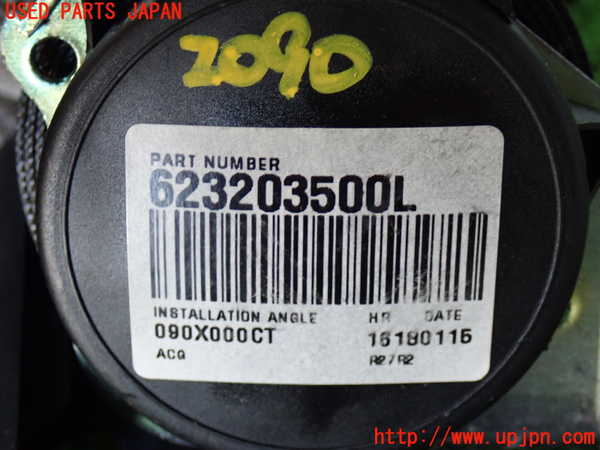 USED PARTS JAPAN
2090
PART NUMBER
623203500L
INSTALLATION ANGLE HR DATE
090X000CT 16180115
ACQ R2/R2
http://www.upjpn.com/